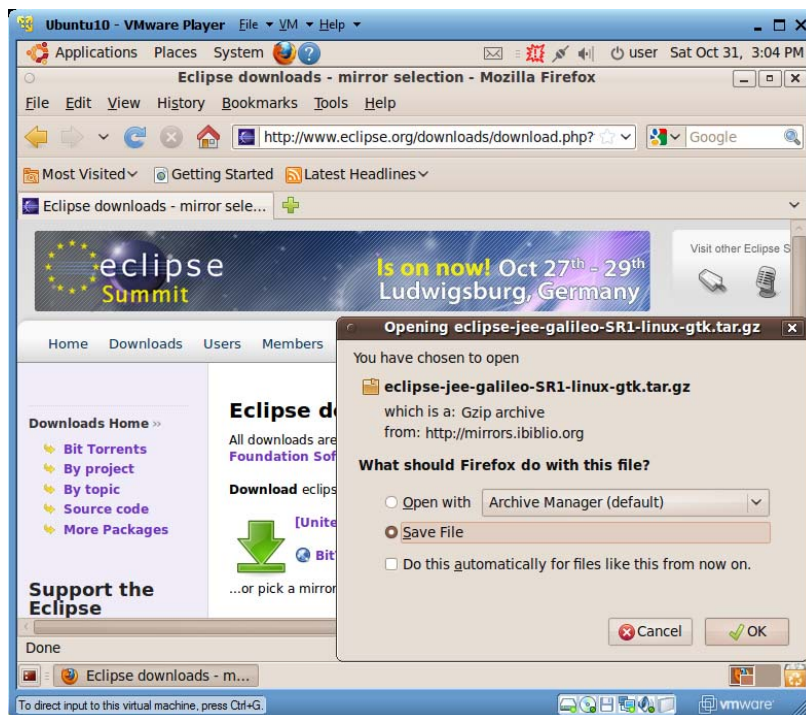 Ubuntu10 - VMware Player File VM Help
Applications Places System user Sat Oct 31, 3:04 PM
Eclipse downloads - mirror selection - Mozilla Firefox
File Edit View History Bookmarks Tools Help
http://www.eclipse.org/downloads/download.php? Google
Most Visited Getting Started Latest Headlines
Eclipse downloads - mirror sele...
eclipse
Summit
Is on now! Oct 27th - 29th
Ludwigsburg, Germany
Visit other Eclipse S
Home Downloads Users Members
Downloads Home »
Bit Torrents
By project
By topic
Source code
More Packages
Support the
Eclipse
Eclipse d
All downloads are
Foundation Sof
Download eclips
[Unite
Bit
...or pick a mirror
Opening eclipse-jee-galileo-SR1-linux-gtk.tar.gz
You have chosen to open
eclipse-jee-galileo-SR1-linux-gtk.tar.gz
which is a: Gzip archive
from: http://mirrors.ibiblio.org
What should Firefox do with this file?
Open with Archive Manager (default)
Save File
Do this automatically for files like this from now on.
Cancel OK
Done
Eclipse downloads - m...
To direct input to this virtual machine, press Ctrl+G.
vmware